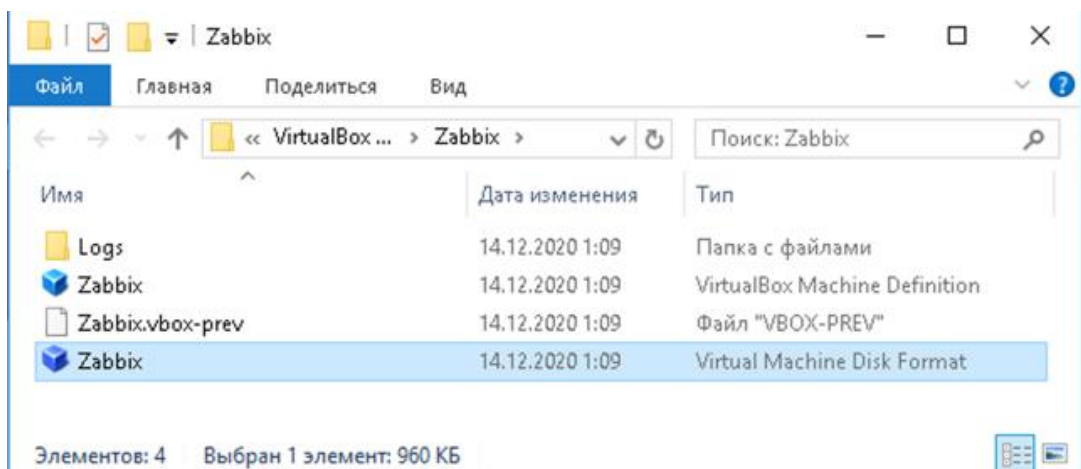 Zabbix
Файл Главная Поделиться Вид
« VirtualBox ... › Zabbix › Поиск: Zabbix
Имя Дата изменения Тип
Logs 14.12.2020 1:09 Папка с файлами
Zabbix 14.12.2020 1:09 VirtualBox Machine Definition
Zabbix.vbox-prev 14.12.2020 1:09 Файл "VBOX-PREV"
Zabbix 14.12.2020 1:09 Virtual Machine Disk Format
Элементов: 4 Выбран 1 элемент: 960 КБ